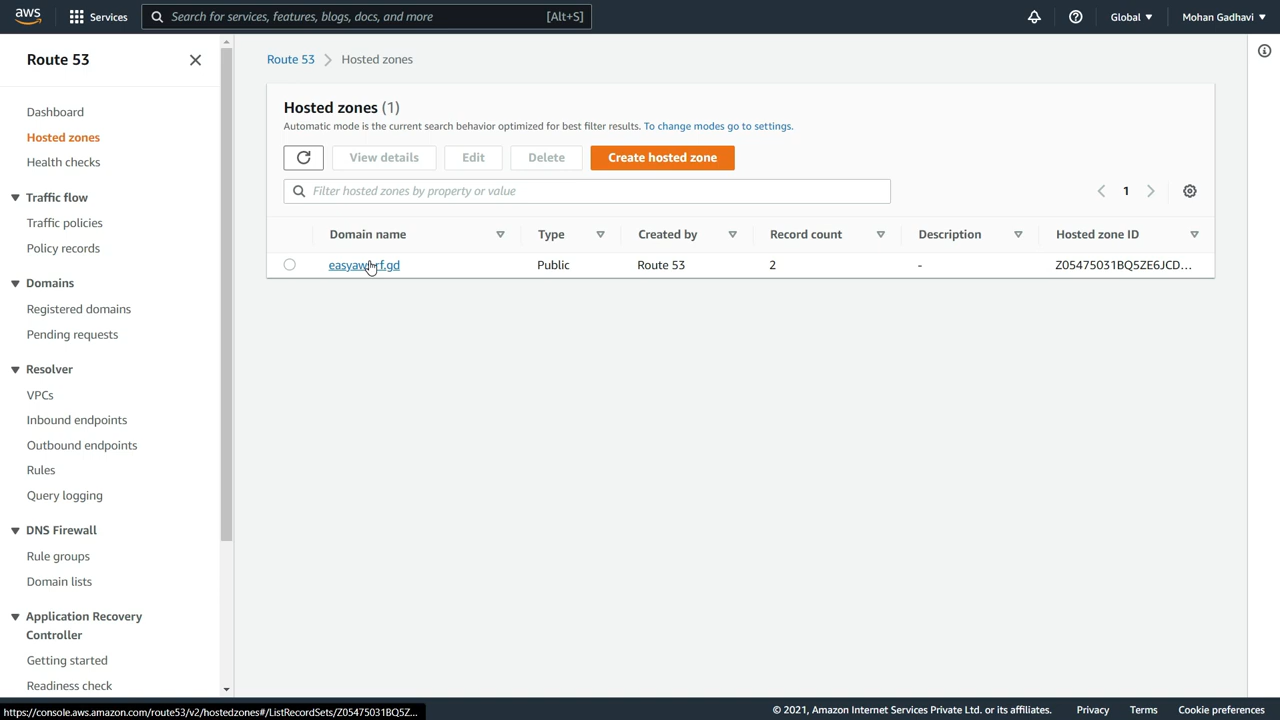 aws
Services
Search for services, features, blogs, docs, and more
[Alt+S]
Global
Mohan Gadhavi
Route 53
Dashboard
Hosted zones
Health checks
Traffic flow
Traffic policies
Policy records
Domains
Registered domains
Pending requests
Resolver
VPCs
Inbound endpoints
Outbound endpoints
Rules
Query logging
DNS Firewall
Rule groups
Domain lists
Application Recovery
Controller
Getting started
Readiness check
Route 53 Hosted zones
Hosted zones (1)
Automatic mode is the current search behavior optimized for best filter results. To change modes go to settings.
View details
Edit
Delete
Create hosted zone
Filter hosted zones by property or value
1
Domain name Type Created by Record count Description Hosted zone ID
Public Route 53 2 - Z05475031BQ5ZE6JCD...
https://console.aws.amazon.com/route53/v2/hostedzones#/ListRecordSets/Z05475031BQ5Z...
© 2021, Amazon Internet Services Private Ltd. or its affiliates. Privacy Terms Cookie preferences